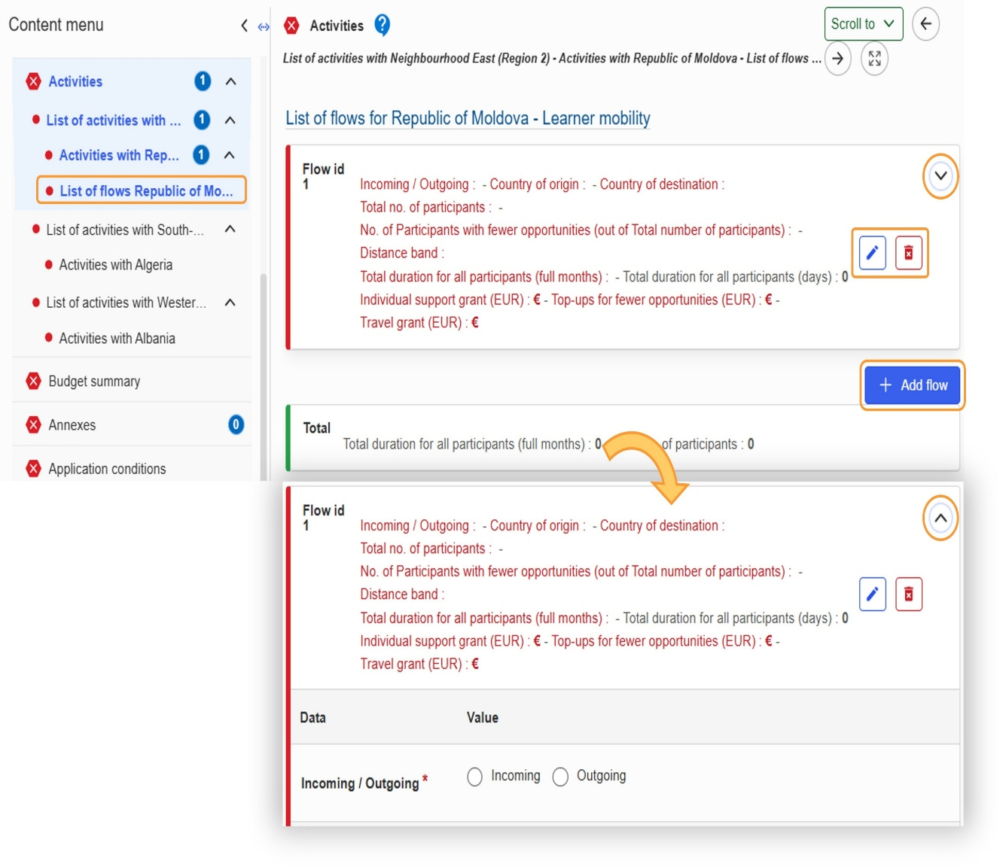 Content menu
Activities 1
List of activities with ... 1
Activities with Rep... 1
List of flows Republic of Mo...
List of activities with South-...
Activities with Algeria
List of activities with Wester...
Activities with Albania
Budget summary
Annexes 0
Application conditions
Activities ?
Scroll to
List of activities with Neighbourhood East (Region 2) - Activities with Republic of Moldova - List of flows ...
List of flows for Republic of Moldova - Learner mobility
Flow id
1
Incoming / Outgoing : - Country of origin : - Country of destination :
Total no. of participants : -
No. of Participants with fewer opportunities (out of Total number of participants) : -
Distance band :
Total duration for all participants (full months) : - Total duration for all participants (days) : 0
Individual support grant (EUR) : € - Top-ups for fewer opportunities (EUR) : € -
Travel grant (EUR) : €
+ Add flow
Total
Total duration for all participants (full months) : 0 of participants : 0
Flow id
1
Incoming / Outgoing : - Country of origin : - Country of destination :
Total no. of participants : -
No. of Participants with fewer opportunities (out of Total number of participants) : -
Distance band :
Total duration for all participants (full months) : - Total duration for all participants (days) : 0
Individual support grant (EUR) : € - Top-ups for fewer opportunities (EUR) : € -
Travel grant (EUR) : €
Data Value
Incoming / Outgoing * Incoming Outgoing